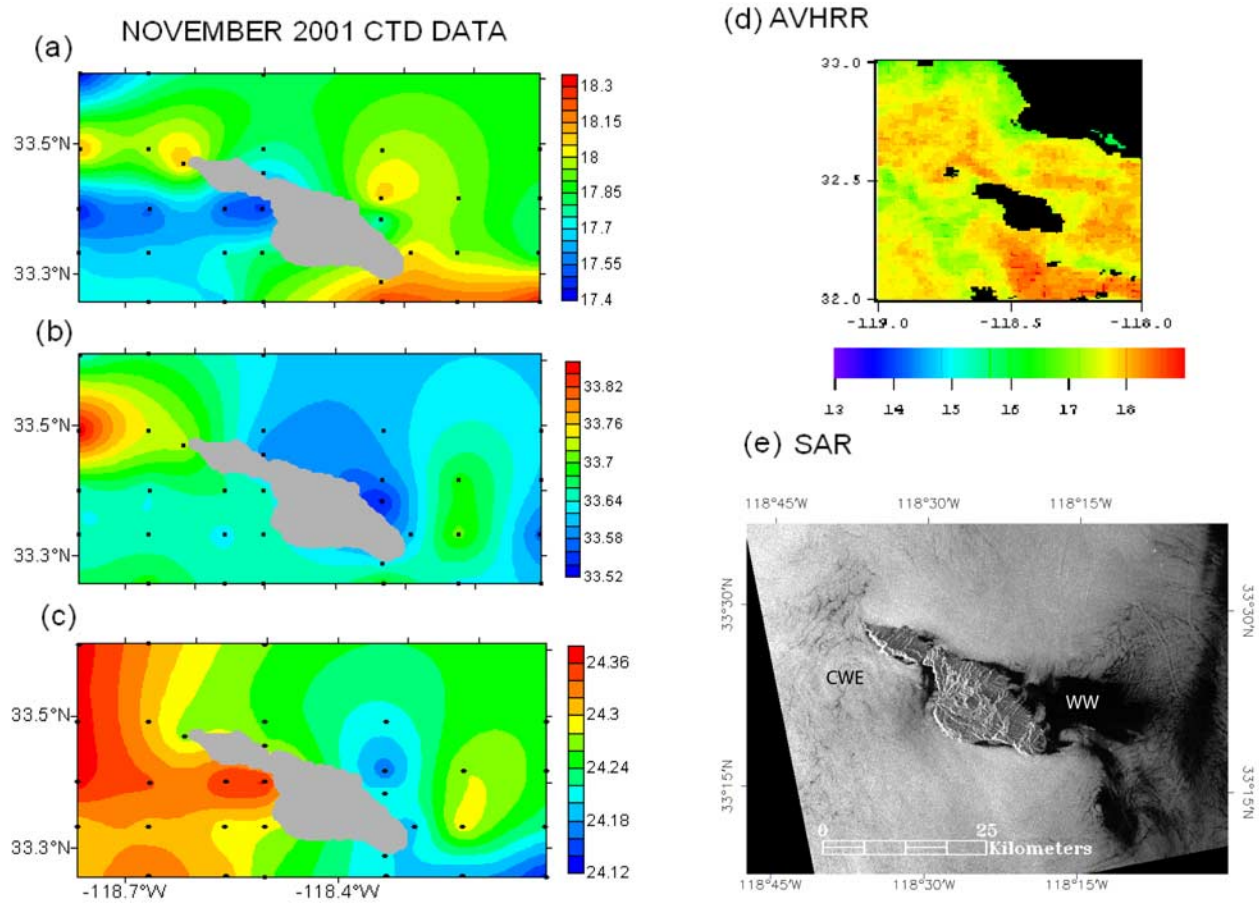 NOVEMBER 2001 CTD DATA
(a)
33.5°N
33.3°N
18.3
18.15
18
17.85
17.7
17.55
17.4
(b)
33.5°N
33.3°N
33.82
33.76
33.7
33.64
33.58
33.52
(c)
33.5°N
33.3°N
-118.7°W
-118.4°W
24.36
24.3
24.24
24.18
24.12
(d) AVHRR
33.0
32.5
32.0
-119.0
-118.5
-118.0
13
14
15
16
17
18
(e) SAR
118°45'W
118°30'W
118°15'W
33°30'N
33°15'N
33°30'N
33°15'N
CWE
WW
0
25
Kilometers
118°45'W
118°30'W
118°15'W